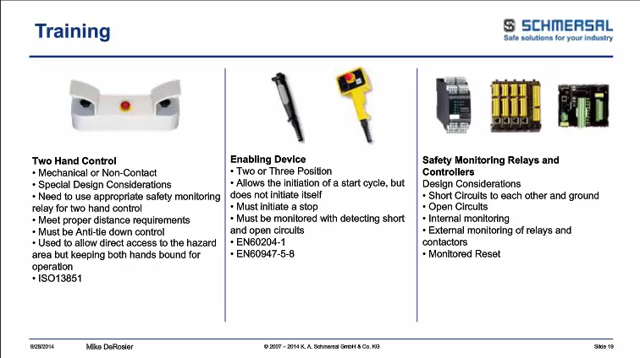 Training
SCHMERSAL
Safe solutions for your industry
Two Hand Control
• Mechanical or Non-Contact
• Special Design Considerations
• Need to use appropriate safety monitoring
relay for two hand control
• Meet proper distance requirements
• Must be Anti-tie down control
• Used to allow direct access to the hazard
area but keeping both hands bound for
operation
• ISO13851
Enabling Device
• Two or Three Position
• Allows the initiation of a start cycle, but
does not initiate itself
• Must initiate a stop
• Must be monitored with detecting short
and open circuits
• EN60204-1
• EN60947-5-8
Safety Monitoring Relays and
Controllers
Design Considerations
• Short Circuits to each other and ground
• Open Circuits
• Internal monitoring
• External monitoring of relays and
contactors
• Monitored Reset
Mike DeRosier
© 2007 – 2014 K. A. Schmersal GmbH & Co. KG
Slide 19